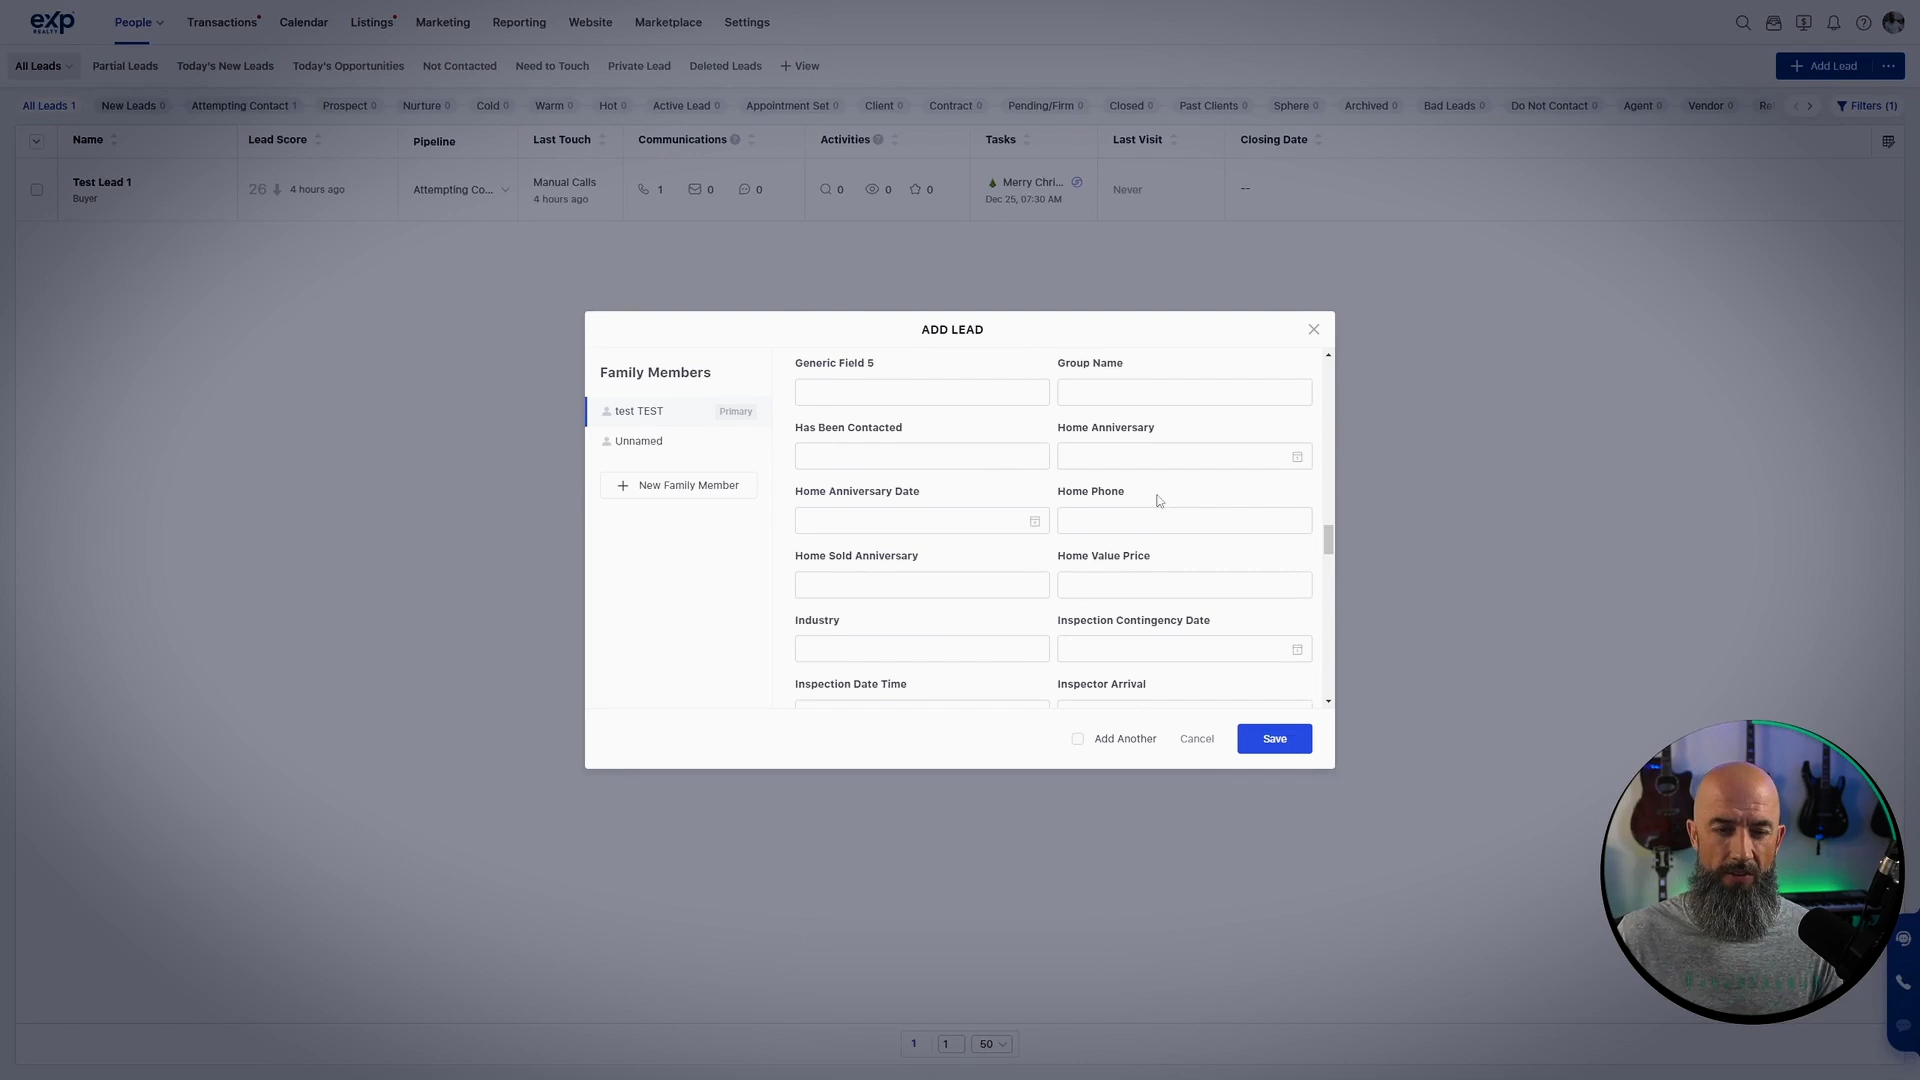 eXp
REALTY
People
Transactions
Calendar
Listings
Marketing
Reporting
Website
Marketplace
Settings
All Leads
Partial Leads
Today's New Leads
Today's Opportunities
Not Contacted
Need to Touch
Private Lead
Deleted Leads
+ View
+ Add Lead
All Leads 1
New Leads 0
Attempting Contact 1
Prospect 0
Nurture 0
Cold 0
Warm 0
Hot 0
Active Lead 0
Appointment Set 0
Client 0
Contract 0
Pending/Firm 0
Closed 0
Past Clients 0
Sphere 0
Archived 0
Bad Leads 0
Do Not Contact 0
Agent 0
Vendor 0
Re
Filters (1)
Name
Lead Score
Pipeline
Last Touch
Communications
Activities
Tasks
Last Visit
Closing Date
Test Lead 1
Buyer
26
4 hours ago
Attempting Co...
Manual Calls
4 hours ago
1
0
0
0
0
0
Merry Chri...
Dec 25, 07:30 AM
Never
--
ADD LEAD
Family Members
test TEST
Primary
Unnamed
+ New Family Member
Generic Field 5
Group Name
Has Been Contacted
Home Anniversary
Home Anniversary Date
Home Phone
Home Sold Anniversary
Home Value Price
Industry
Inspection Contingency Date
Inspection Date Time
Inspector Arrival
Add Another
Cancel
Save
1
1
50